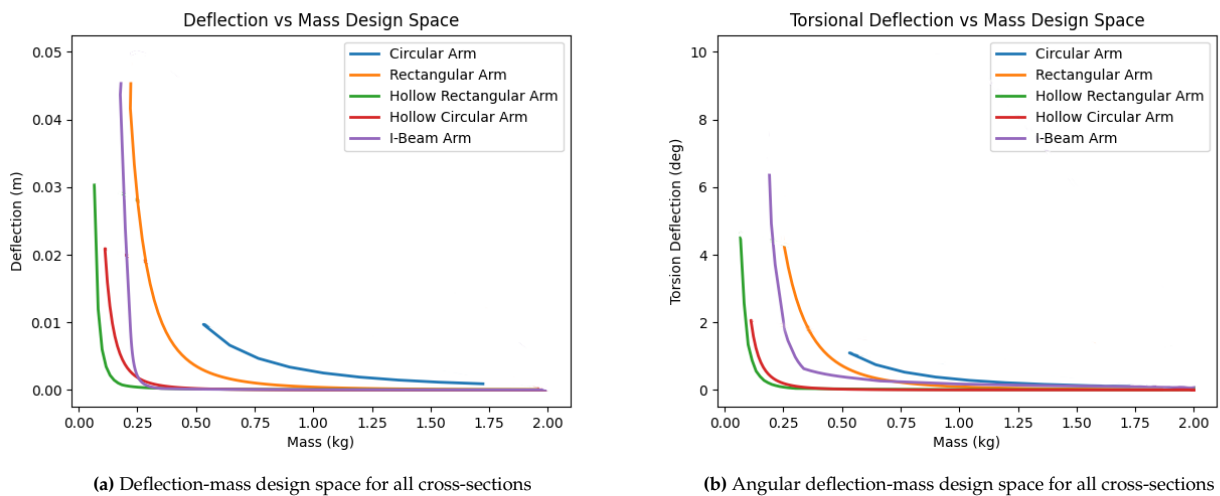 Deflection vs Mass Design Space
0.05
0.04
0.03
0.02
0.01
0.00
Deflection (m)
Circular Arm
Rectangular Arm
Hollow Rectangular Arm
Hollow Circular Arm
I-Beam Arm
0.00 0.25 0.50 0.75 1.00 1.25 1.50 1.75 2.00
Mass (kg)
(a) Deflection-mass design space for all cross-sections
Torsional Deflection vs Mass Design Space
10
8
6
4
2
0
Torsion Deflection (deg)
Circular Arm
Rectangular Arm
Hollow Rectangular Arm
Hollow Circular Arm
I-Beam Arm
0.00 0.25 0.50 0.75 1.00 1.25 1.50 1.75 2.00
Mass (kg)
(b) Angular deflection-mass design space for all cross-sections